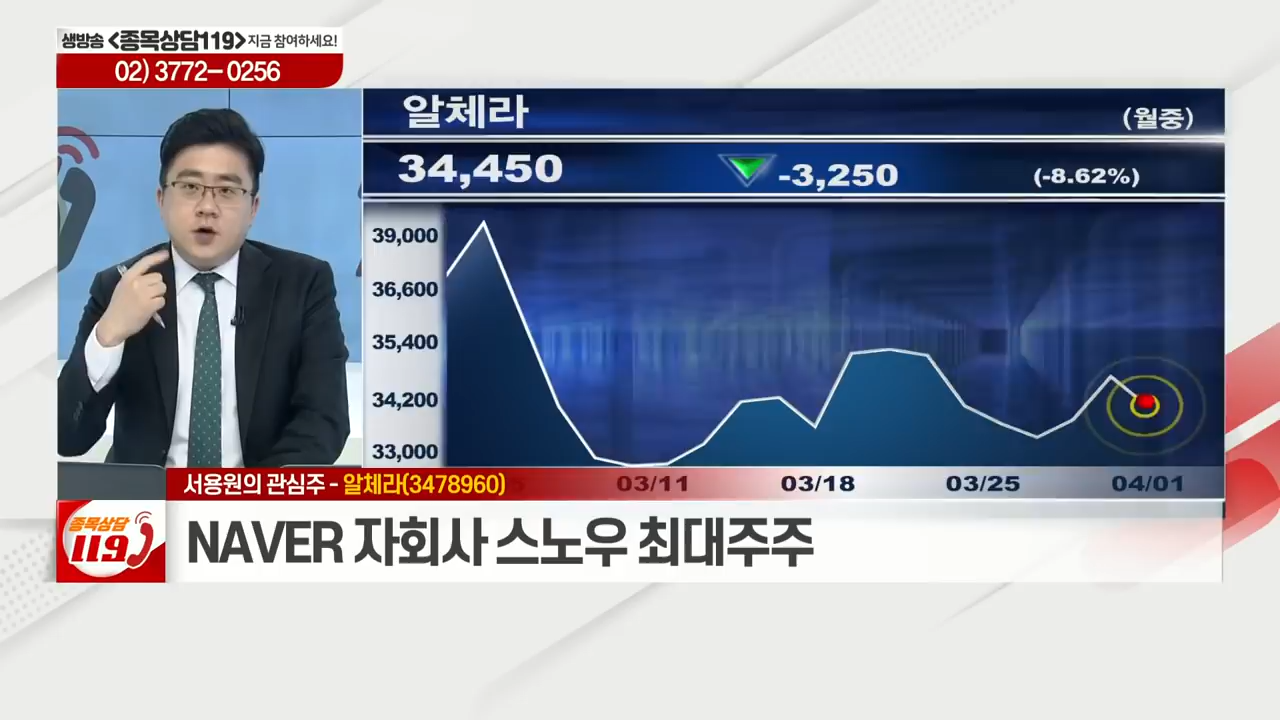 생방송 <종목상담119> 지금 참여하세요!
02) 3772-0256
알체라
(월중)
34,450 -3,250 (-8.62%)
39,000
36,600
35,400
34,200
33,000
03/11 03/18 03/25 04/01
서용원의 관심주 - 알체라(3478960)
종목상담
119
NAVER 자회사 스노우 최대주주